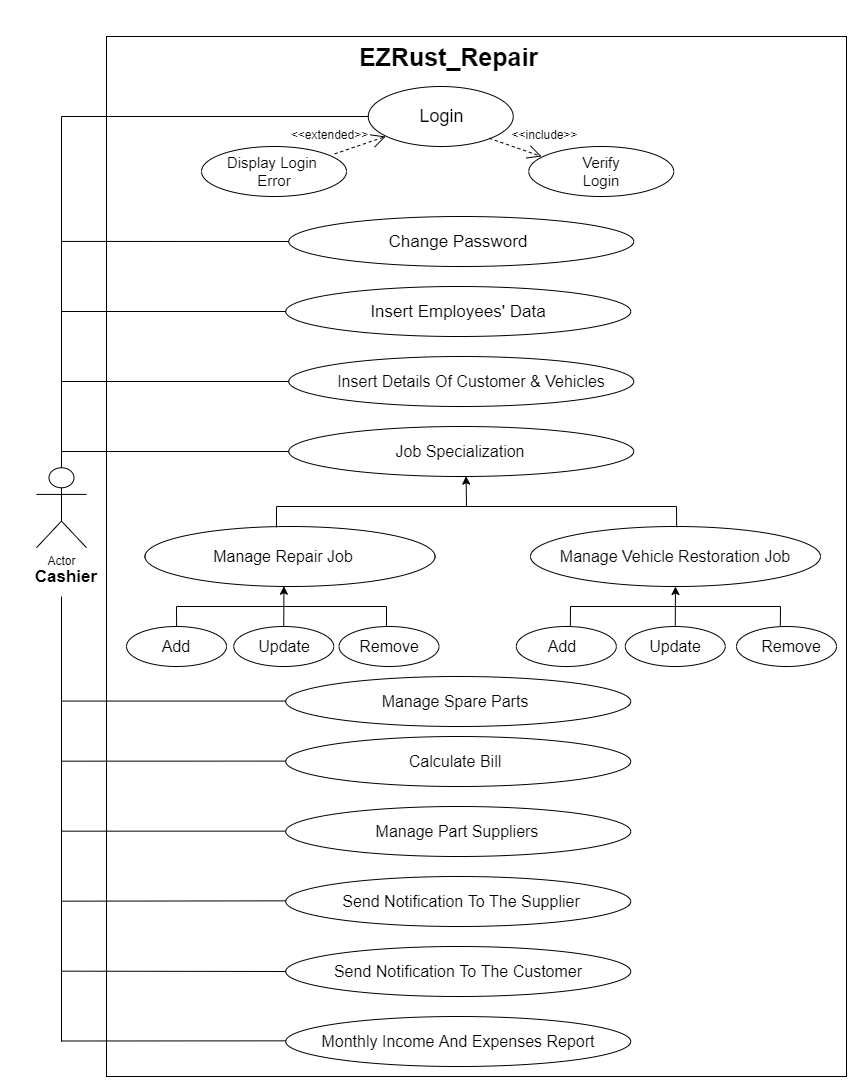 EZRust_Repair
Login
<<extended>>
<<include>>
Display Login
Error
Verify
Login
Change Password
Insert Employees' Data
Insert Details Of Customer & Vehicles
Job Specialization
Actor
Cashier
Manage Repair Job
Manage Vehicle Restoration Job
Add
Update
Remove
Add
Update
Remove
Manage Spare Parts
Calculate Bill
Manage Part Suppliers
Send Notification To The Supplier
Send Notification To The Customer
Monthly Income And Expenses Report